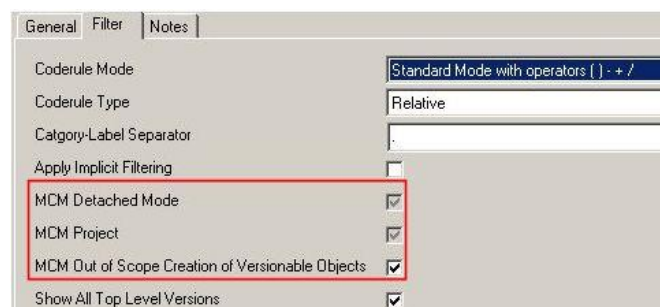 General Filter Notes
Coderule Mode Standard Mode with operators ( ) - + /
Coderule Type Relative
Catgory-Label Separator .
Apply Implicit Filtering
MCM Detached Mode
MCM Project
MCM Out of Scope Creation of Versionable Objects
Show All Top Level Versions